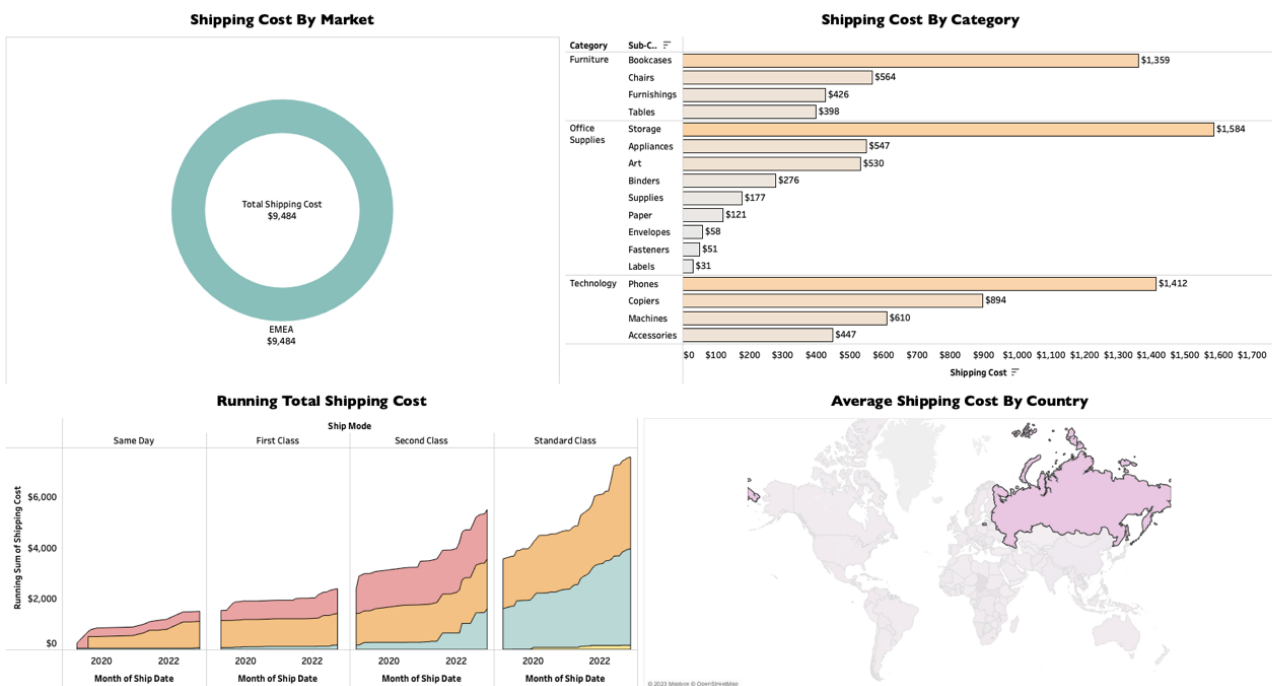 Shipping Cost By Market
Total Shipping Cost
$9,484
EMEA
$9,484
Shipping Cost By Category
Category Sub-C..
Furniture Bookcases $1,359
Chairs $564
Furnishings $426
Tables $398
Office Supplies Storage $1,584
Appliances $547
Art $530
Binders $276
Supplies $177
Paper $121
Envelopes $58
Fasteners $51
Labels $31
Technology Phones $1,412
Copiers $894
Machines $610
Accessories $447
$0 $100 $200 $300 $400 $500 $600 $700 $800 $900 $1,000 $1,100 $1,200 $1,300 $1,400 $1,500 $1,600 $1,700
Shipping Cost
Running Total Shipping Cost
Ship Mode
Same Day First Class Second Class Standard Class
Running Sum of Shipping Cost
$6,000
$4,000
$2,000
$0
2020 2022 2020 2022 2020 2022 2020 2022
Month of Ship Date Month of Ship Date Month of Ship Date Month of Ship Date
Average Shipping Cost By Country
© 2023 Mapbox © OpenStreetMap